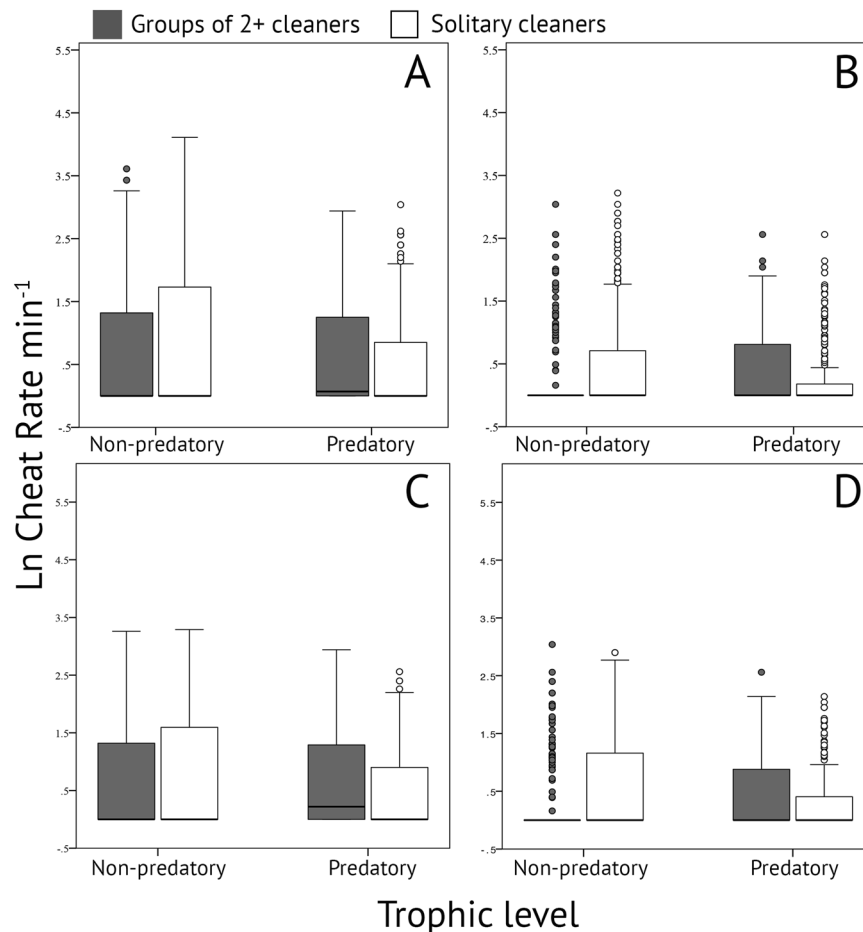 Groups of 2+ cleaners Solitary cleaners
Ln Cheat Rate min-1
A
5.5
4.5
3.5
2.5
1.5
.5
-.5
Non-predatory Predatory
B
5.5
4.5
3.5
2.5
1.5
.5
-.5
Non-predatory Predatory
C
5.5
4.5
3.5
2.5
1.5
.5
-.5
Non-predatory Predatory
D
5.5
4.5
3.5
2.5
1.5
.5
-.5
Non-predatory Predatory
Trophic level